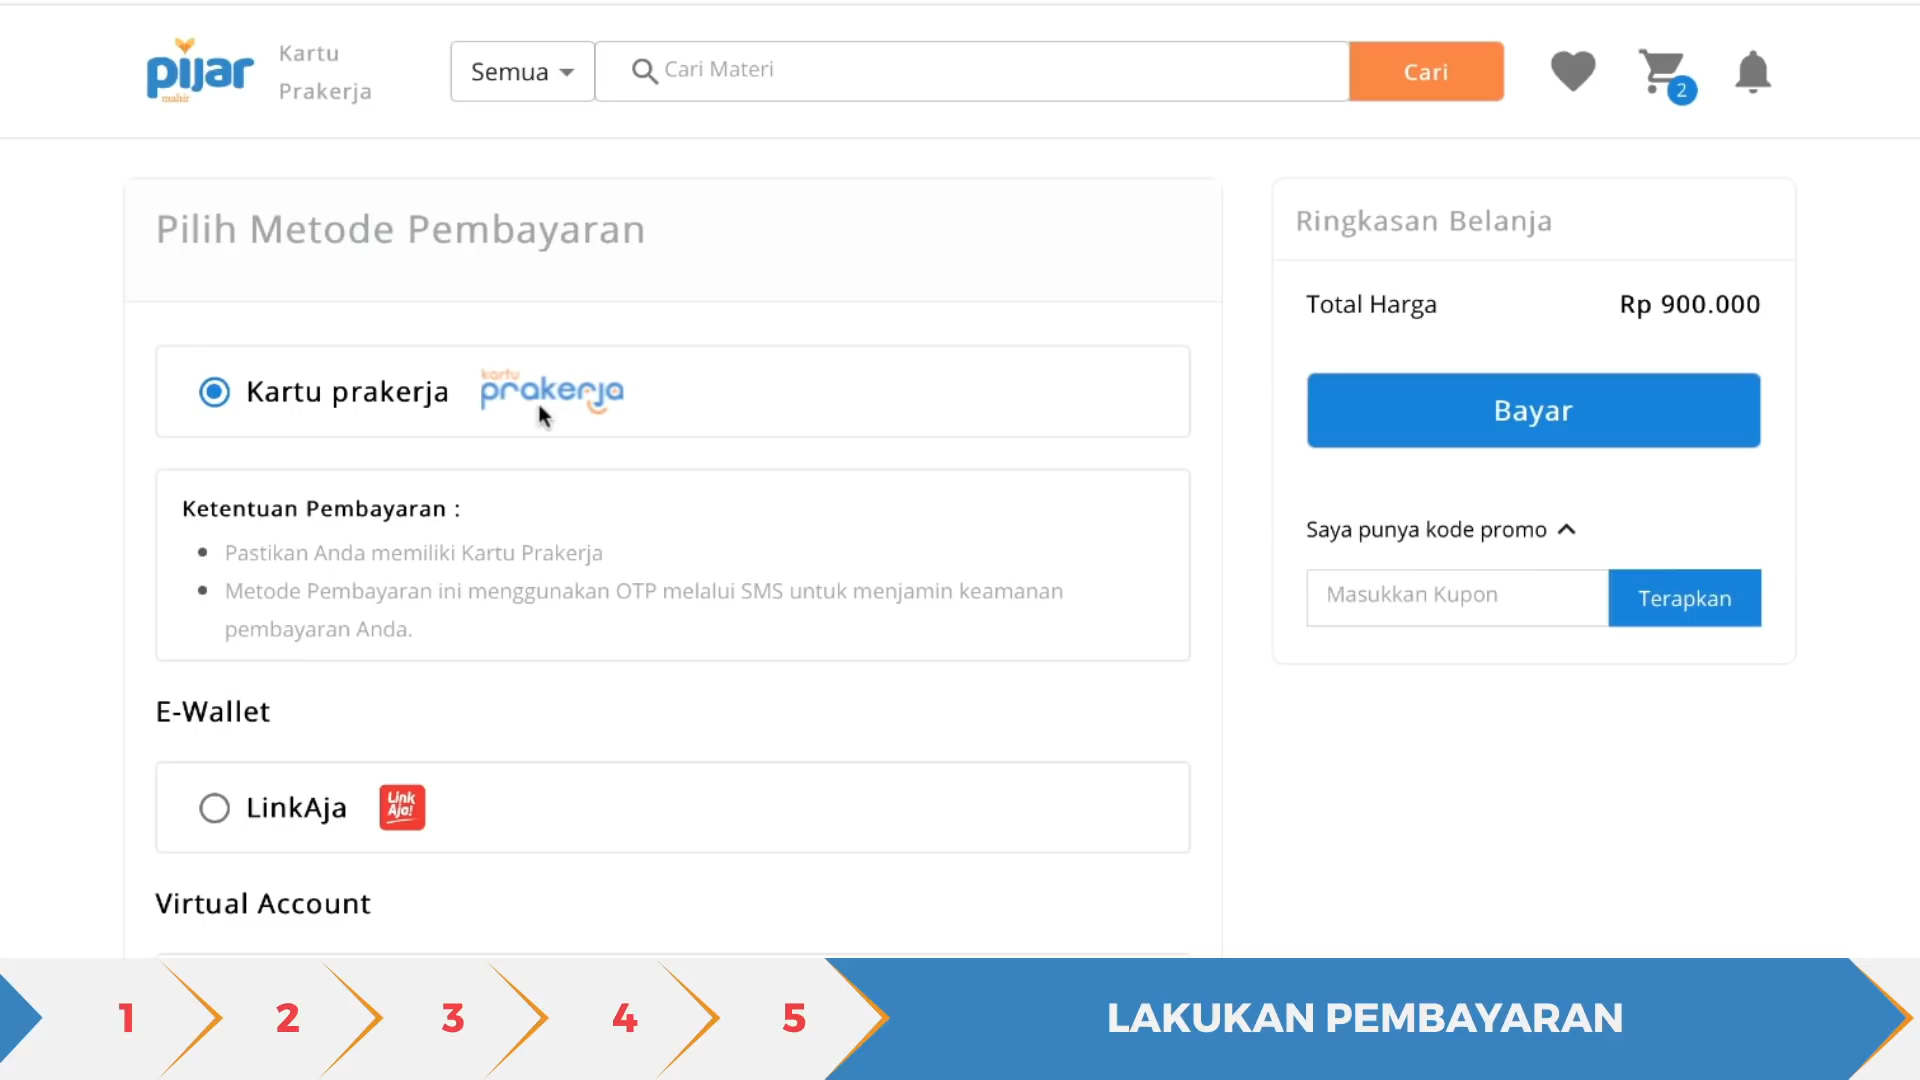 pijar
mahir
Kartu
Prakerja
Semua
Cari Materi
Cari
2
Pilih Metode Pembayaran
Kartu prakerja
kartu
prakerja
Ketentuan Pembayaran :
Pastikan Anda memiliki Kartu Prakerja
Metode Pembayaran ini menggunakan OTP melalui SMS untuk menjamin keamanan
pembayaran Anda.
E-Wallet
LinkAja
Link
Aja!
Virtual Account
Ringkasan Belanja
Total Harga Rp 900.000
Bayar
Saya punya kode promo
Masukkan Kupon
Terapkan
1 2 3 4 5 LAKUKAN PEMBAYARAN